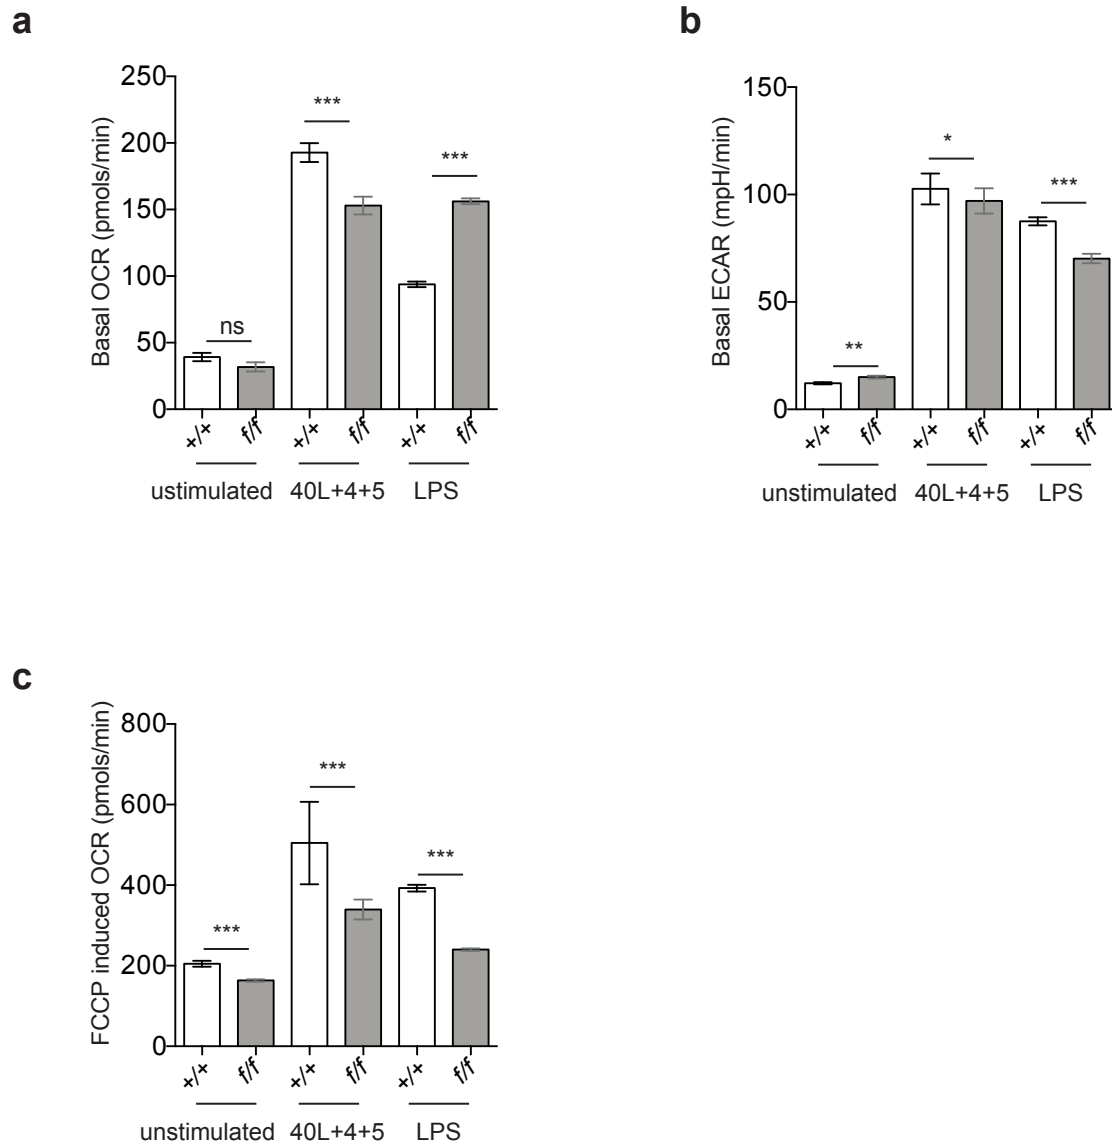 a
Basal OCR (pmols/min)
250
200
150
100
50
0
ns
***
***
+/+ f/f +/+ f/f +/+ f/f
ustimulated 40L+4+5 LPS
b
Basal ECAR (mpH/min)
150
100
50
0
**
*
***
+/+ f/f +/+ f/f +/+ f/f
unstimulated 40L+4+5 LPS
c
FCCP induced OCR (pmols/min)
800
600
400
200
0
***
***
***
+/+ f/f +/+ f/f +/+ f/f
unstimulated 40L+4+5 LPS